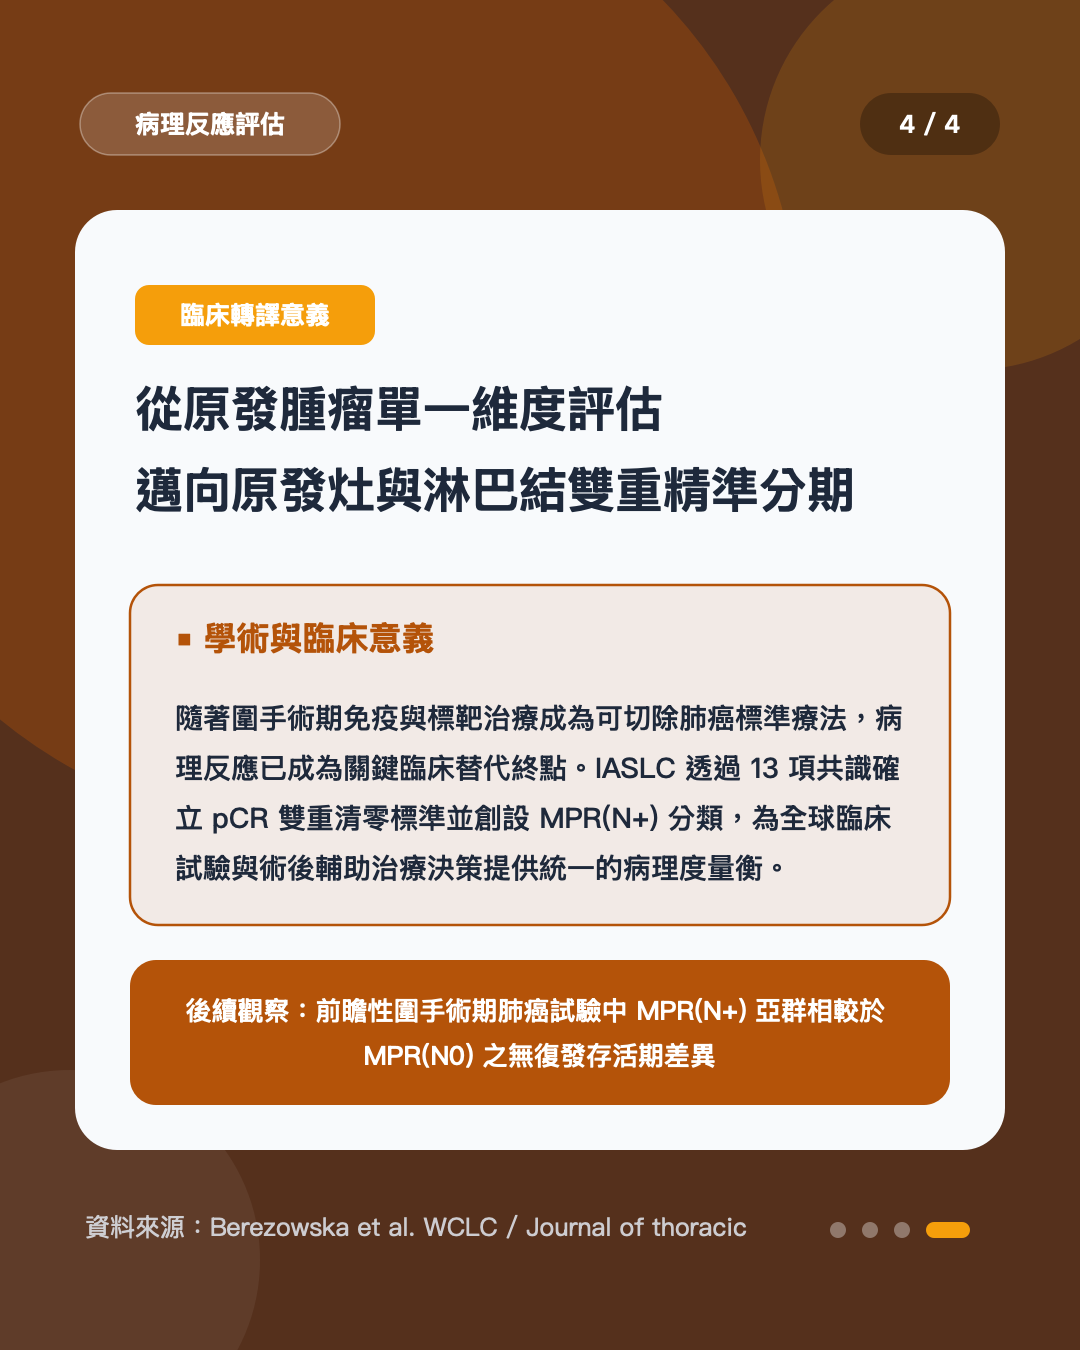 病理反應評估
4 / 4
臨床轉譯意義
從原發腫瘤單一維度評估
邁向原發灶與淋巴結雙重精準分期
▪ 學術與臨床意義
隨著圍手術期免疫與標靶治療成為可切除肺癌標準療法，病
理反應已成為關鍵臨床替代終點。IASLC 透過 13 項共識確
立 pCR 雙重清零標準並創設 MPR(N+) 分類，為全球臨床
試驗與術後輔助治療決策提供統一的病理度量衡。
後續觀察：前瞻性圍手術期肺癌試驗中 MPR(N+) 亞群相較於
MPR(N0) 之無復發存活期差異
資料來源：Berezowska et al. WCLC / Journal of thoracic